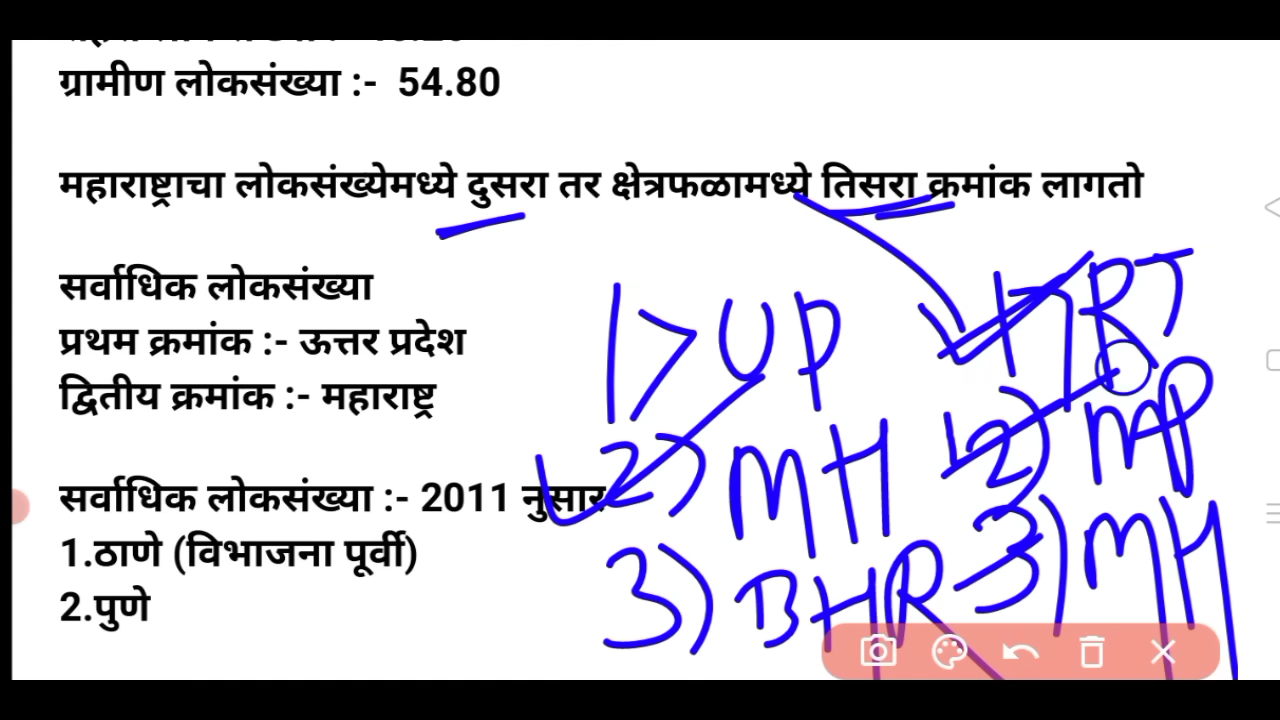 ग्रामीण लोकसंख्या :- 54.80
महाराष्ट्राचा लोकसंख्येमध्ये दुसरा तर क्षेत्रफळामध्ये तिसरा क्रमांक लागतो
सर्वाधिक लोकसंख्या
प्रथम क्रमांक :- ऊत्तर प्रदेश
द्वितीय क्रमांक :- महाराष्ट्र
सर्वाधिक लोकसंख्या :- 2011 नुसार
1.ठाणे (विभाजना पूर्वी)
2.पुणे
1> UP
2) MH
3) BHR
1) RJ
2) MP
3) MH